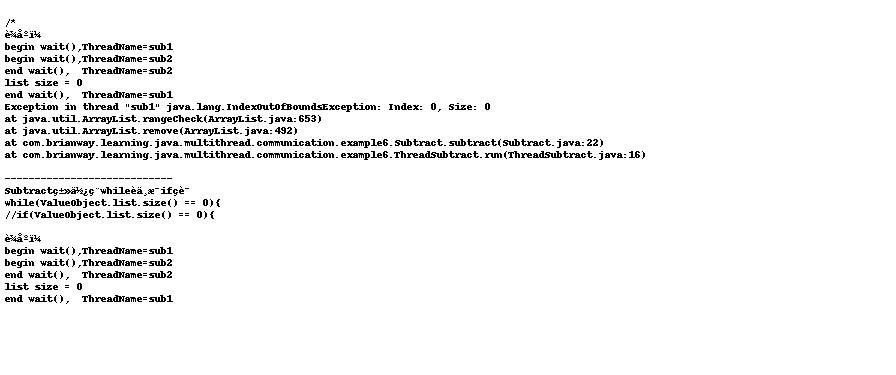 /*
è¾åºï¼
begin wait(),ThreadName=sub1
begin wait(),ThreadName=sub2
end wait(),  ThreadName=sub2
list size = 0
end wait(),  ThreadName=sub1
Exception in thread "sub1" java.lang.IndexOutOfBoundsException: Index: 0, Size: 0
at java.util.ArrayList.rangeCheck(ArrayList.java:653)
at java.util.ArrayList.remove(ArrayList.java:492)
at com.brianway.learning.java.multithread.communication.example6.Subtract.subtract(Subtract.java:22)
at com.brianway.learning.java.multithread.communication.example6.ThreadSubtract.run(ThreadSubtract.java:16)
----------------------------
Subtractç±»ä½¿ç¨whileèä¸æ¯ifçè¯
while(ValueObject.list.size() == 0){
//if(ValueObject.list.size() == 0){
è¾åºï¼
begin wait(),ThreadName=sub1
begin wait(),ThreadName=sub2
end wait(),  ThreadName=sub2
list size = 0
end wait(),  ThreadName=sub1